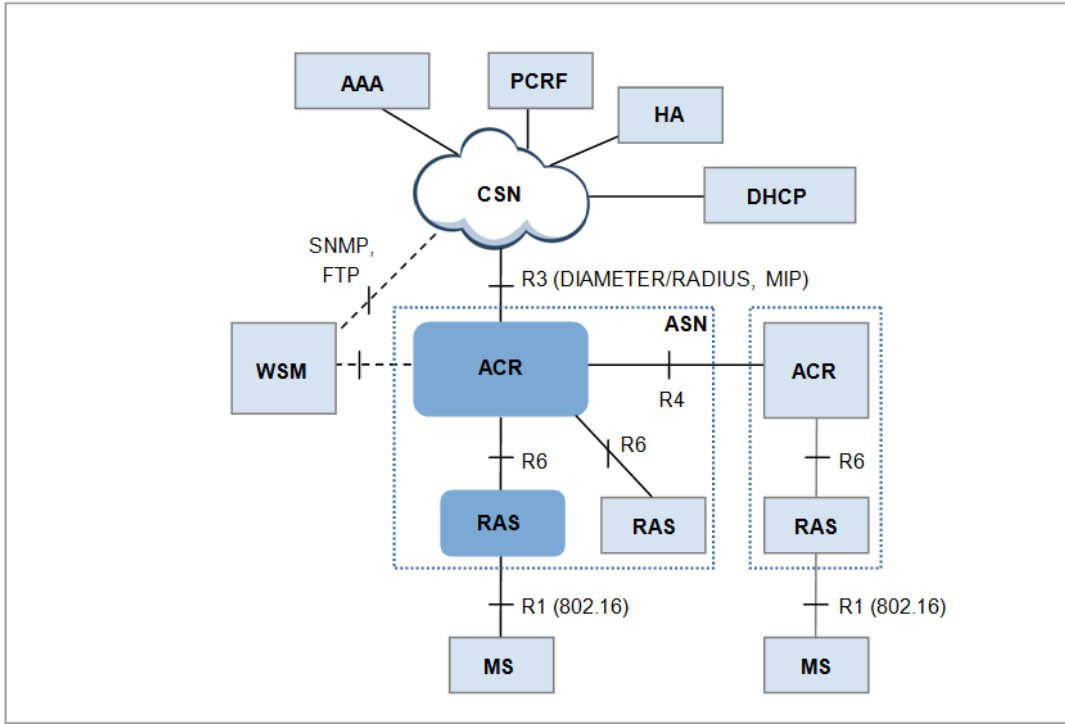 AAA
PCRF
HA
CSN
DHCP
SNMP,
FTP
R3 (DIAMETER/RADIUS, MIP)
ASN
WSM
ACR
R4
ACR
R6
R6
R6
RAS
RAS
RAS
R1 (802.16)
R1 (802.16)
MS
MS